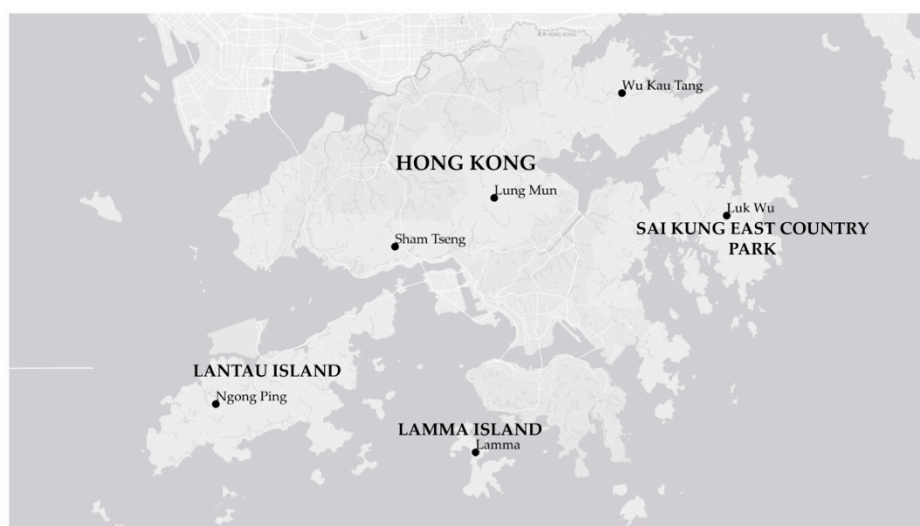 Wu Kau Tang
HONG KONG
Lung Mun
Luk Wu
SAI KUNG EAST COUNTRY
PARK
Sham Tseng
LANTAU ISLAND
Ngong Ping
LAMMA ISLAND
Lamma